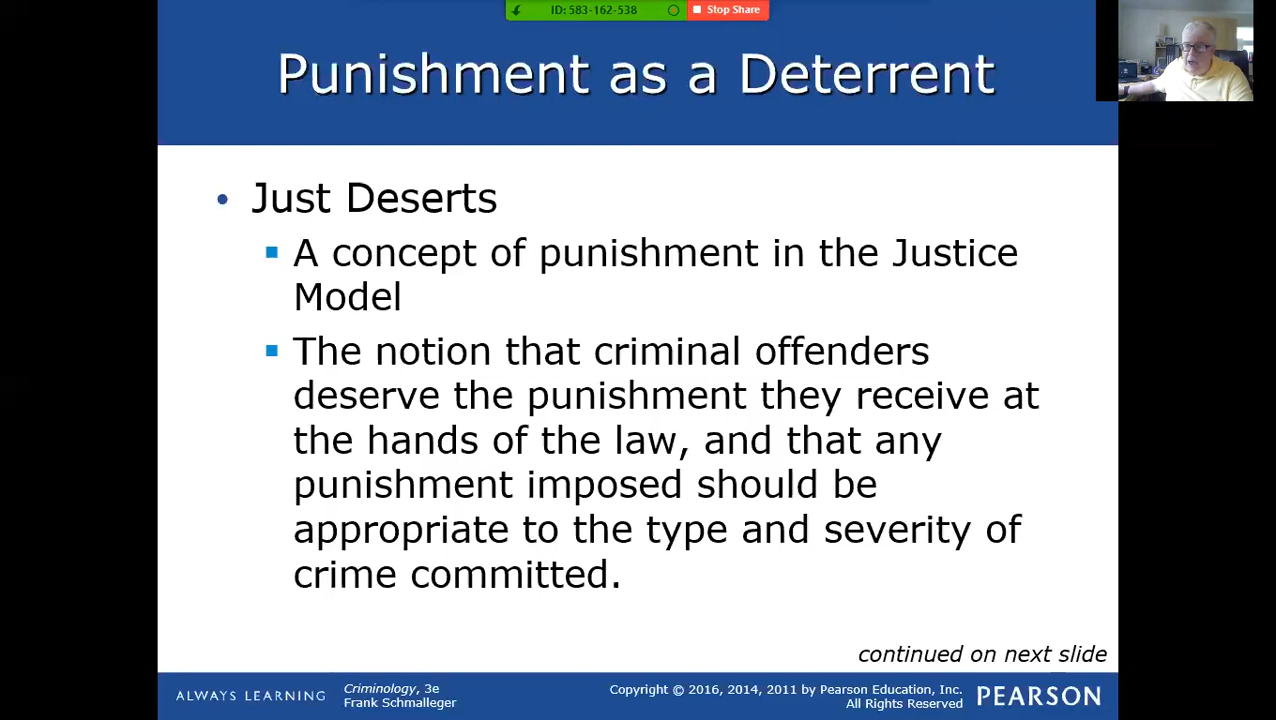 ID: 583-162-538
Stop Share
Punishment as a Deterrent
• Just Deserts
▪ A concept of punishment in the Justice
Model
▪ The notion that criminal offenders
deserve the punishment they receive at
the hands of the law, and that any
punishment imposed should be
appropriate to the type and severity of
crime committed.
continued on next slide
ALWAYS LEARNING
Criminology, 3e
Frank Schmalleger
Copyright © 2016, 2014, 2011 by Pearson Education, Inc.
All Rights Reserved
PEARSON